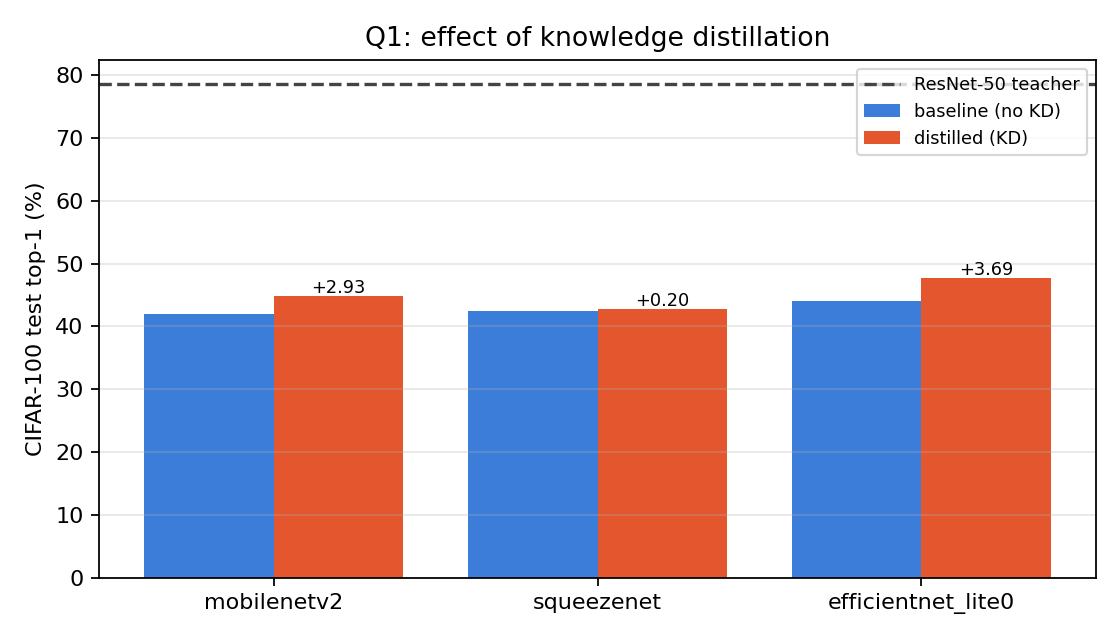 Q1: effect of knowledge distillation
CIFAR-100 test top-1 (%)
80
70
60
50
40
30
20
10
0
ResNet-50 teacher
baseline (no KD)
distilled (KD)
+2.93
+0.20
+3.69
mobilenetv2
squeezenet
efficientnet_lite0